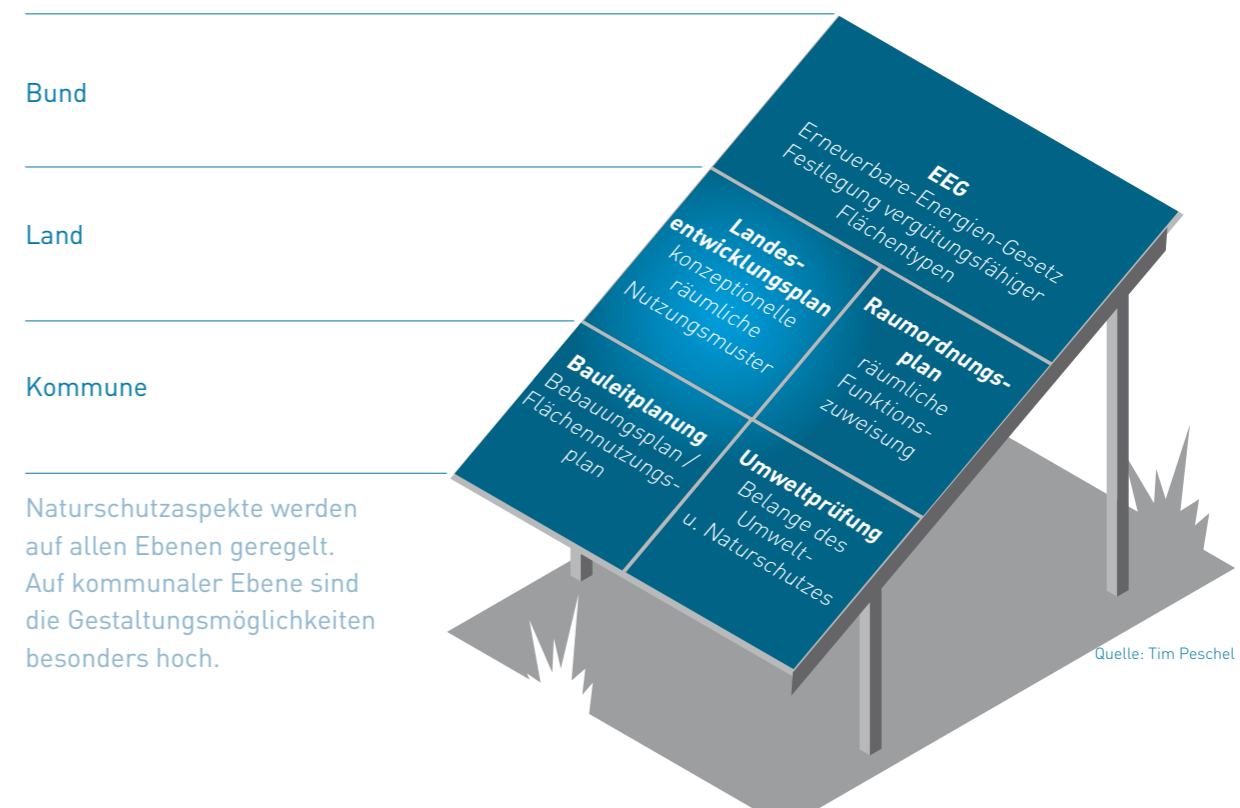 Bund
EEG
Erneuerbare-Energien-Gesetz
Festlegung vergütungsfähiger
Flächentypen
Land
Landes-
entwicklungsplan
konzeptionelle
räumliche
Nutzungsmuster
Raumordnungs-
plan
räumliche
Funktions-
zuweisung
Kommune
Bauleitplanung
Bebauungsplan /
Flächennutzungs-
plan
Umweltprüfung
Belange des
Umwelt-
u. Naturschutzes
Naturschutzaspekte werden
auf allen Ebenen geregelt.
Auf kommunaler Ebene sind
die Gestaltungsmöglichkeiten
besonders hoch.
Quelle: Tim Peschel